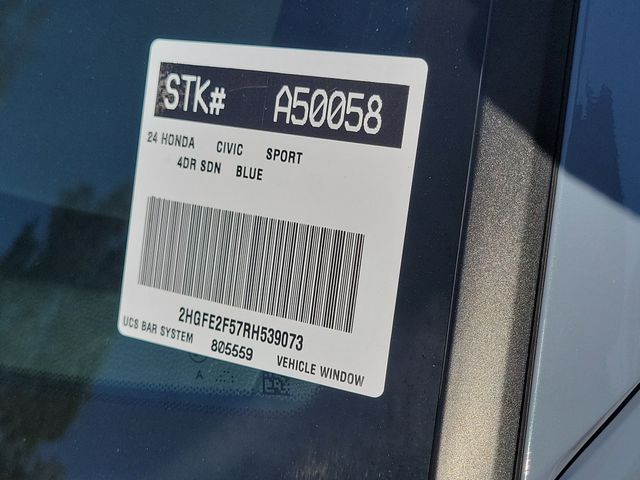 STK# A50058
24 HONDA CIVIC SPORT
4DR SDN BLUE
2HGFE2F57RH539073
UCS BAR SYSTEM 805559 VEHICLE WINDOW
A